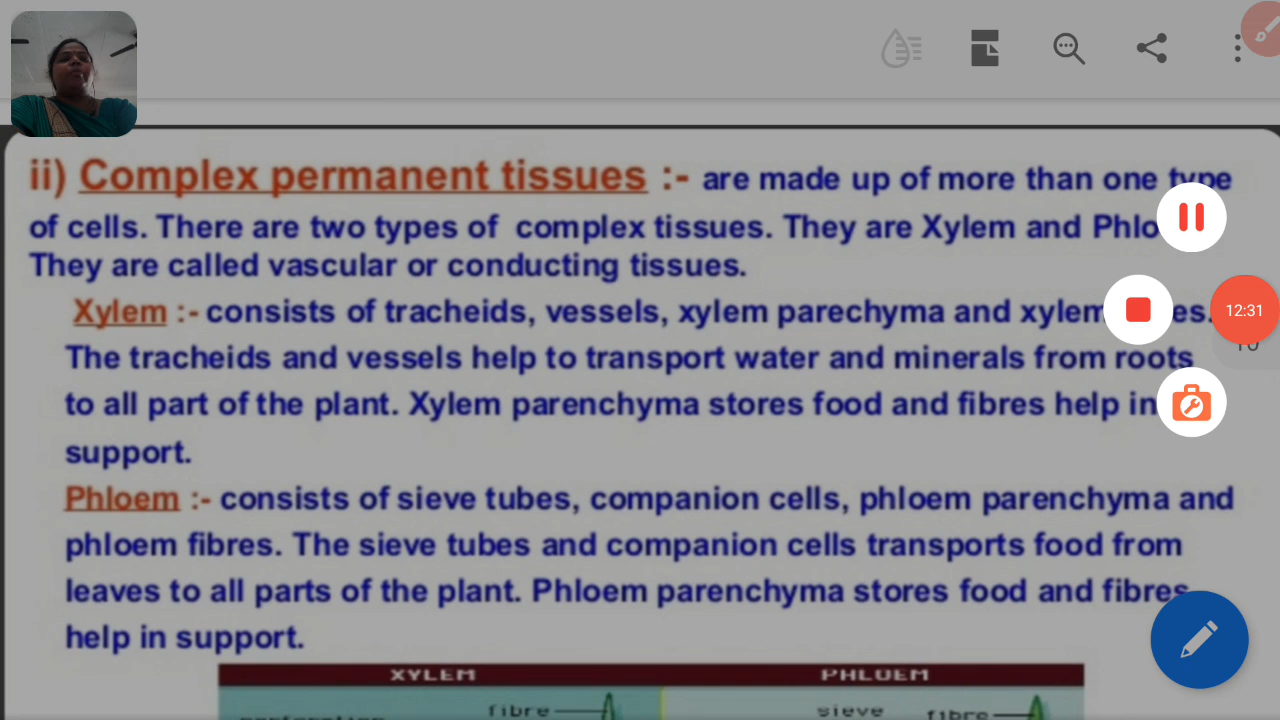 ii) Complex permanent tissues :- are made up of more than one type
of cells. There are two types of complex tissues. They are Xylem and Phlo
They are called vascular or conducting tissues.
Xylem :- consists of tracheids, vessels, xylem parechyma and xylem es.
12:31
The tracheids and vessels help to transport water and minerals from roots
to all part of the plant. Xylem parenchyma stores food and fibres help in
support.
Phloem :- consists of sieve tubes, companion cells, phloem parenchyma and
phloem fibres. The sieve tubes and companion cells transports food from
leaves to all parts of the plant. Phloem parenchyma stores food and fibres
help in support.
XYLEM PHLOEM
fibre sieve fibre